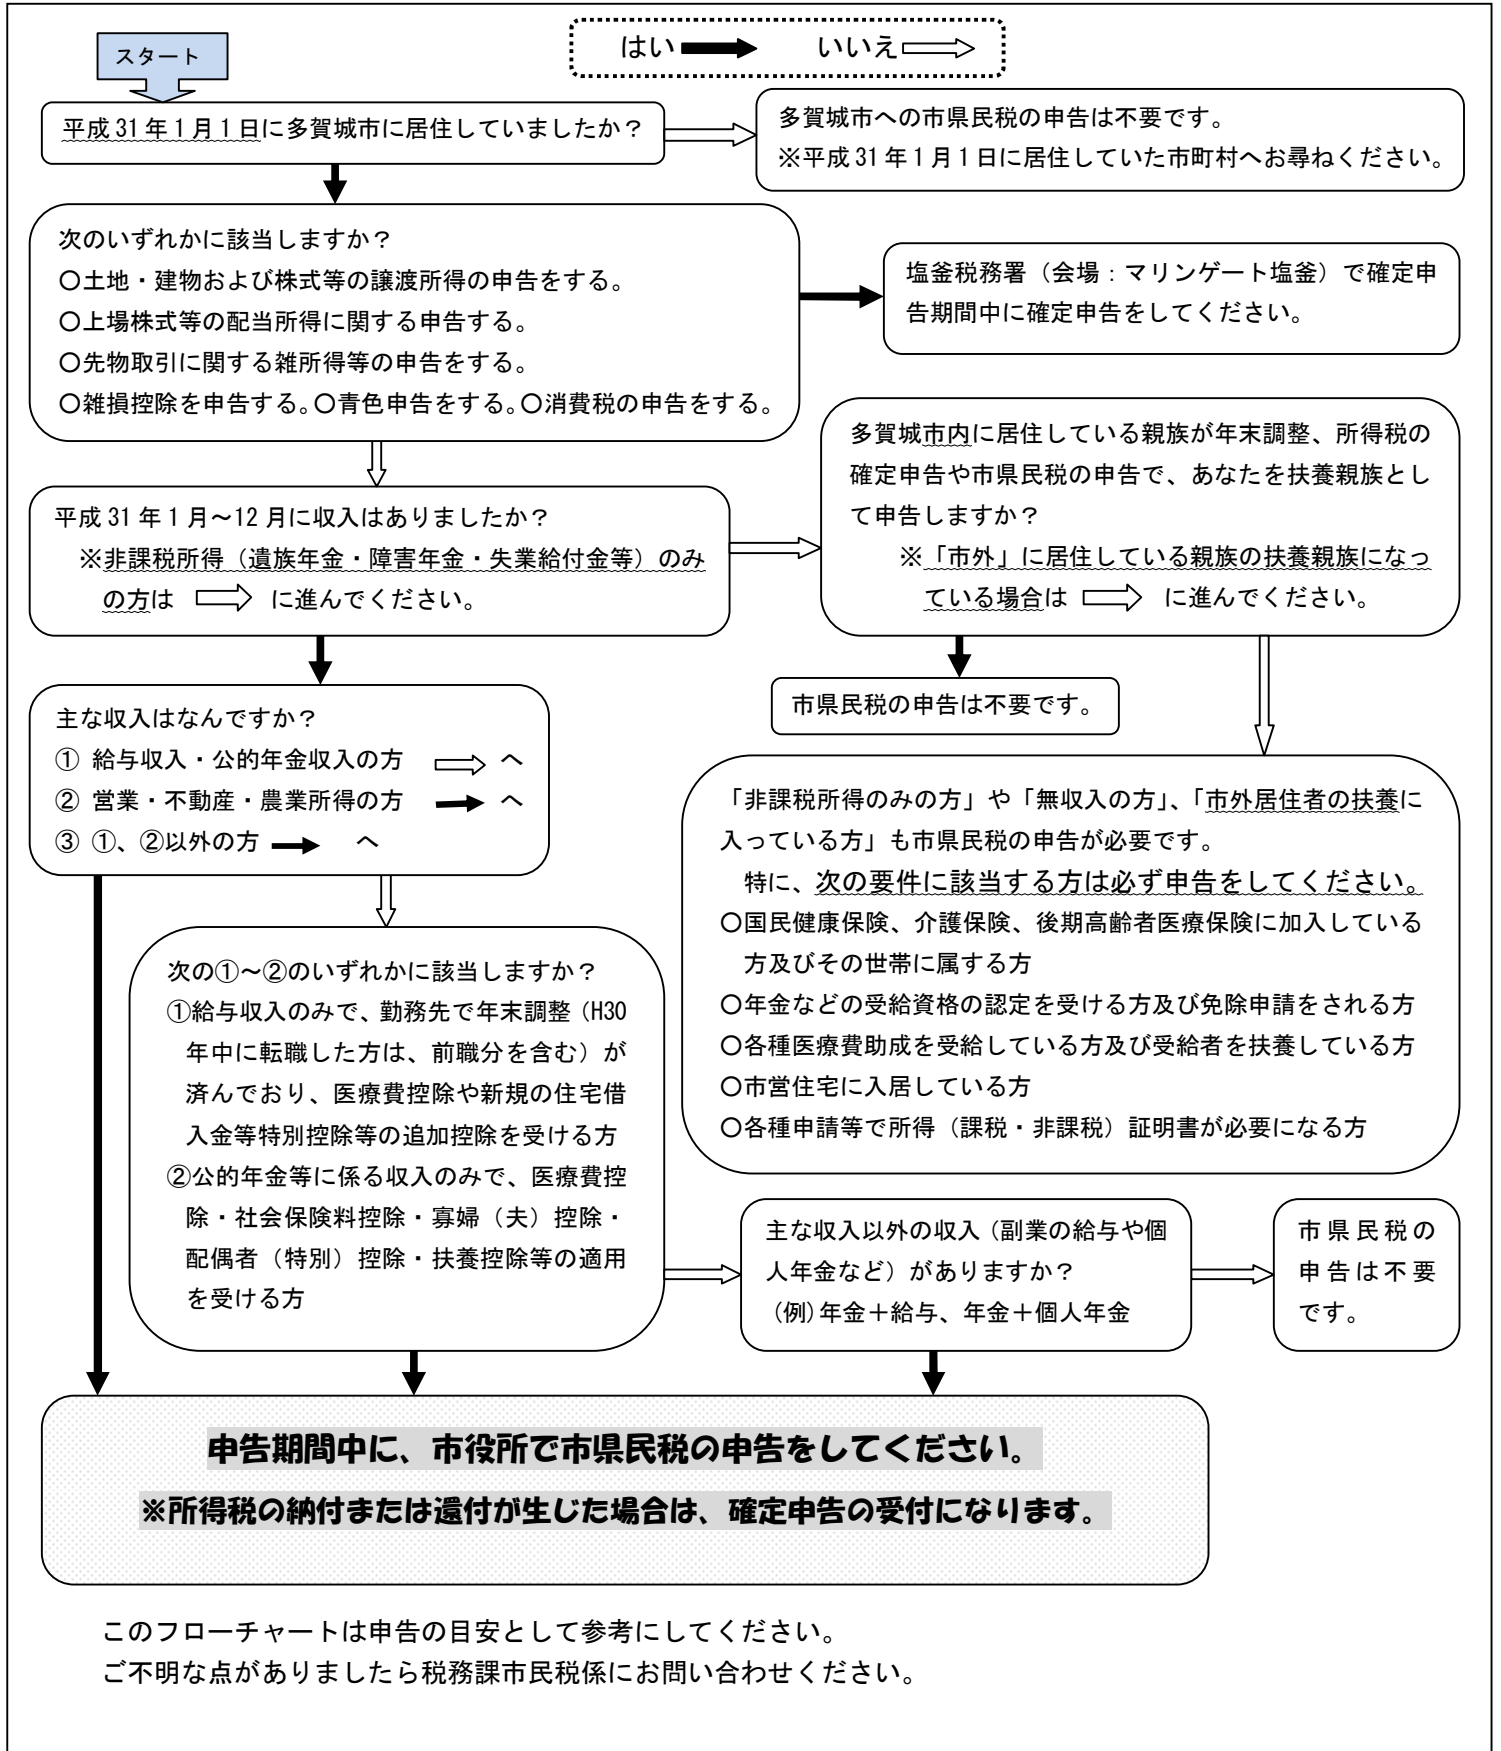 はい いいえ
スタート
平成31年1月1日に多賀城市に居住していましたか？
多賀城市への市県民税の申告は不要です。
※平成31年1月1日に居住していた市町村へお尋ねください。
次のいずれかに該当しますか？
○土地・建物および株式等の譲渡所得の申告をする。
○上場株式等の配当所得に関する申告する。
○先物取引に関する雑所得等の申告をする。
○雑損控除を申告する。○青色申告をする。○消費税の申告をする。
塩釜税務署（会場：マリンゲート塩釜）で確定申
告期間中に確定申告をしてください。
平成31年1月～12月に収入はありましたか？
※非課税所得（遺族年金・障害年金・失業給付金等）のみ
の方は に進んでください。
多賀城市内に居住している親族が年末調整、所得税の
確定申告や市県民税の申告で、あなたを扶養親族とし
て申告しますか？
※「市外」に居住している親族の扶養親族になっ
ている場合は に進んでください。
市県民税の申告は不要です。
主な収入はなんですか？
① 給与収入・公的年金収入の方 へ
② 営業・不動産・農業所得の方 へ
③ ①、②以外の方 へ
「非課税所得のみの方」や「無収入の方」、「市外居住者の扶養に
入っている方」も市県民税の申告が必要です。
特に、次の要件に該当する方は必ず申告をしてください。
○国民健康保険、介護保険、後期高齢者医療保険に加入している
方及びその世帯に属する方
○年金などの受給資格の認定を受ける方及び免除申請をされる方
○各種医療費助成を受給している方及び受給者を扶養している方
○市営住宅に入居している方
○各種申請等で所得（課税・非課税）証明書が必要になる方
次の①～②のいずれかに該当しますか？
①給与収入のみで、勤務先で年末調整（H30
年中に転職した方は、前職分を含む）が
済んでおり、医療費控除や新規の住宅借
入金等特別控除等の追加控除を受ける方
②公的年金等に係る収入のみで、医療費控
除・社会保険料控除・寡婦（夫）控除・
配偶者（特別）控除・扶養控除等の適用
を受ける方
主な収入以外の収入（副業の給与や個
人年金など）がありますか？
（例）年金＋給与、年金＋個人年金
市県民税の
申告は不要
です。
申告期間中に、市役所で市県民税の申告をしてください。
※所得税の納付または還付が生じた場合は、確定申告の受付になります。
このフローチャートは申告の目安として参考にしてください。
ご不明な点がありましたら税務課市民税係にお問い合わせください。